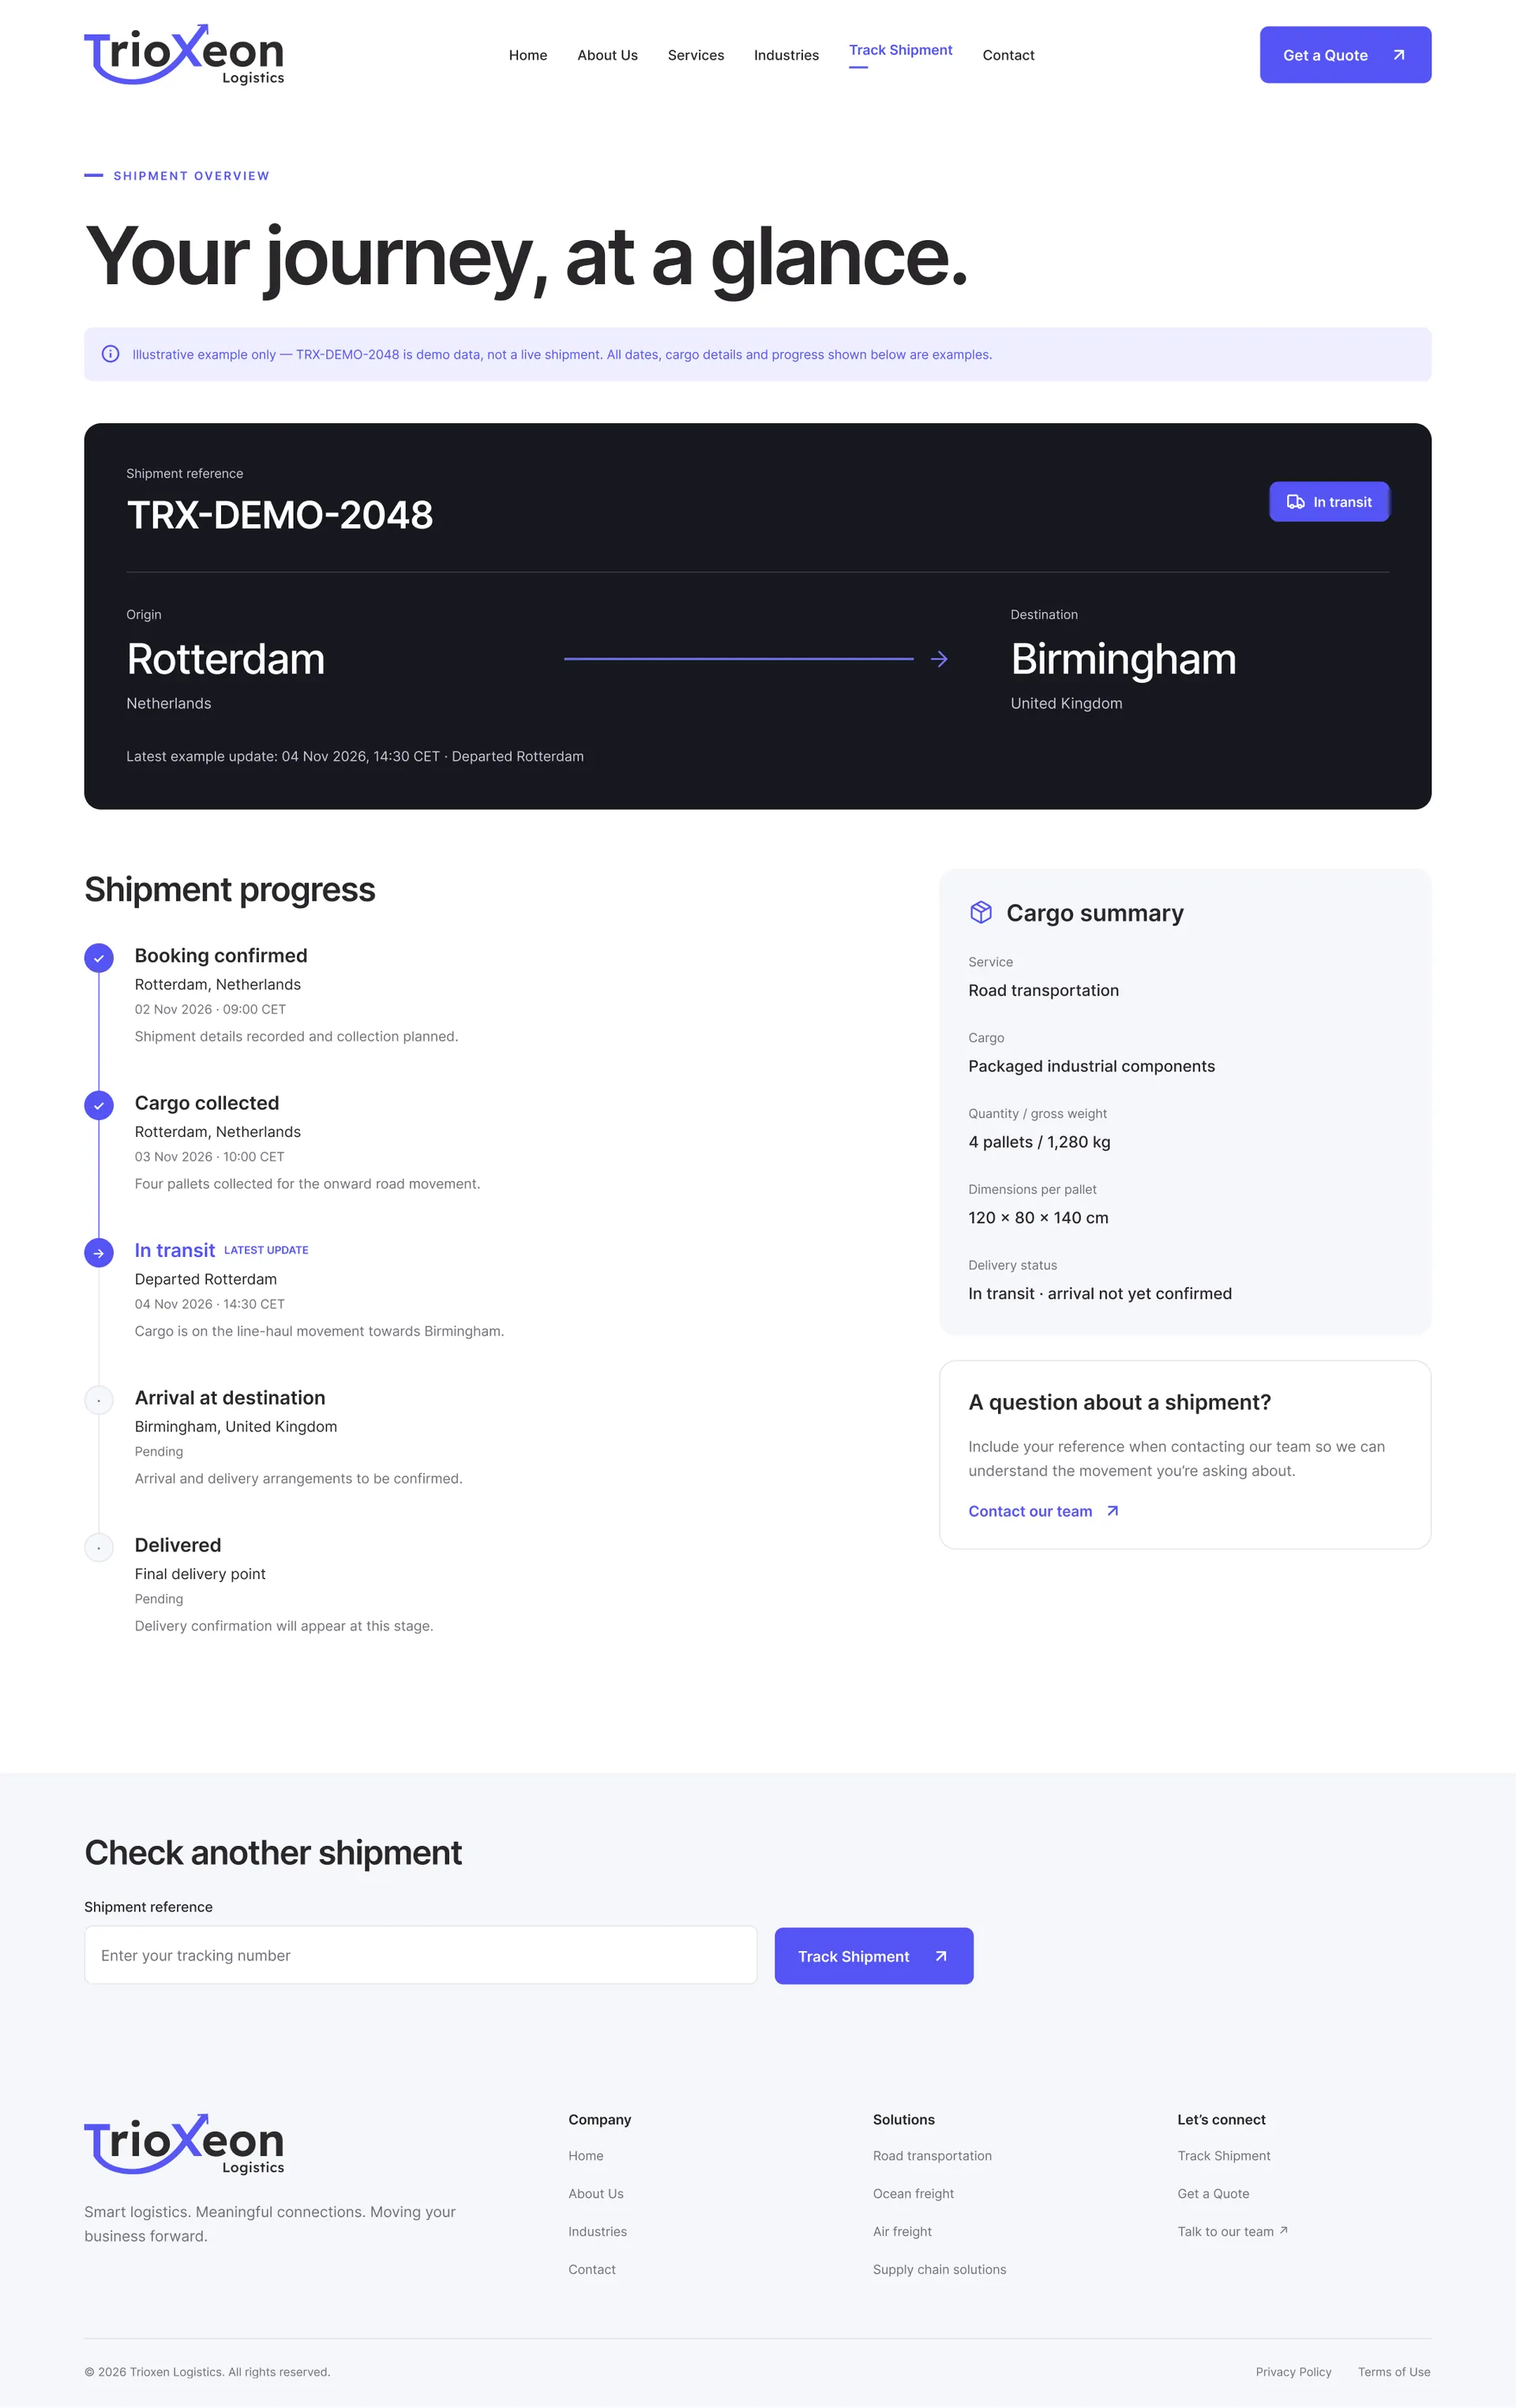 TrioXeon
Logistics
Home
About Us
Services
Industries
Track Shipment
Contact
Get a Quote
SHIPMENT OVERVIEW
Your journey, at a glance.
Illustrative example only — TRX-DEMO-2048 is demo data, not a live shipment. All dates, cargo details and progress shown below are examples.
Shipment reference
TRX-DEMO-2048
In transit
Origin
Rotterdam
Netherlands
Destination
Birmingham
United Kingdom
Latest example update: 04 Nov 2026, 14:30 CET · Departed Rotterdam
Shipment progress
Booking confirmed
Rotterdam, Netherlands
02 Nov 2026 · 09:00 CET
Shipment details recorded and collection planned.
Cargo collected
Rotterdam, Netherlands
03 Nov 2026 · 10:00 CET
Four pallets collected for the onward road movement.
In transit LATEST UPDATE
Departed Rotterdam
04 Nov 2026 · 14:30 CET
Cargo is on the line-haul movement towards Birmingham.
Arrival at destination
Birmingham, United Kingdom
Pending
Arrival and delivery arrangements to be confirmed.
Delivered
Final delivery point
Pending
Delivery confirmation will appear at this stage.
Cargo summary
Service
Road transportation
Cargo
Packaged industrial components
Quantity / gross weight
4 pallets / 1,280 kg
Dimensions per pallet
120 × 80 × 140 cm
Delivery status
In transit · arrival not yet confirmed
A question about a shipment?
Include your reference when contacting our team so we can
understand the movement you’re asking about.
Contact our team
Check another shipment
Shipment reference
Enter your tracking number
Track Shipment
TrioXeon
Logistics
Smart logistics. Meaningful connections. Moving your
business forward.
Company
Home
About Us
Industries
Contact
Solutions
Road transportation
Ocean freight
Air freight
Supply chain solutions
Let’s connect
Track Shipment
Get a Quote
Talk to our team ↗
© 2026 Trioxen Logistics. All rights reserved.
Privacy Policy
Terms of Use